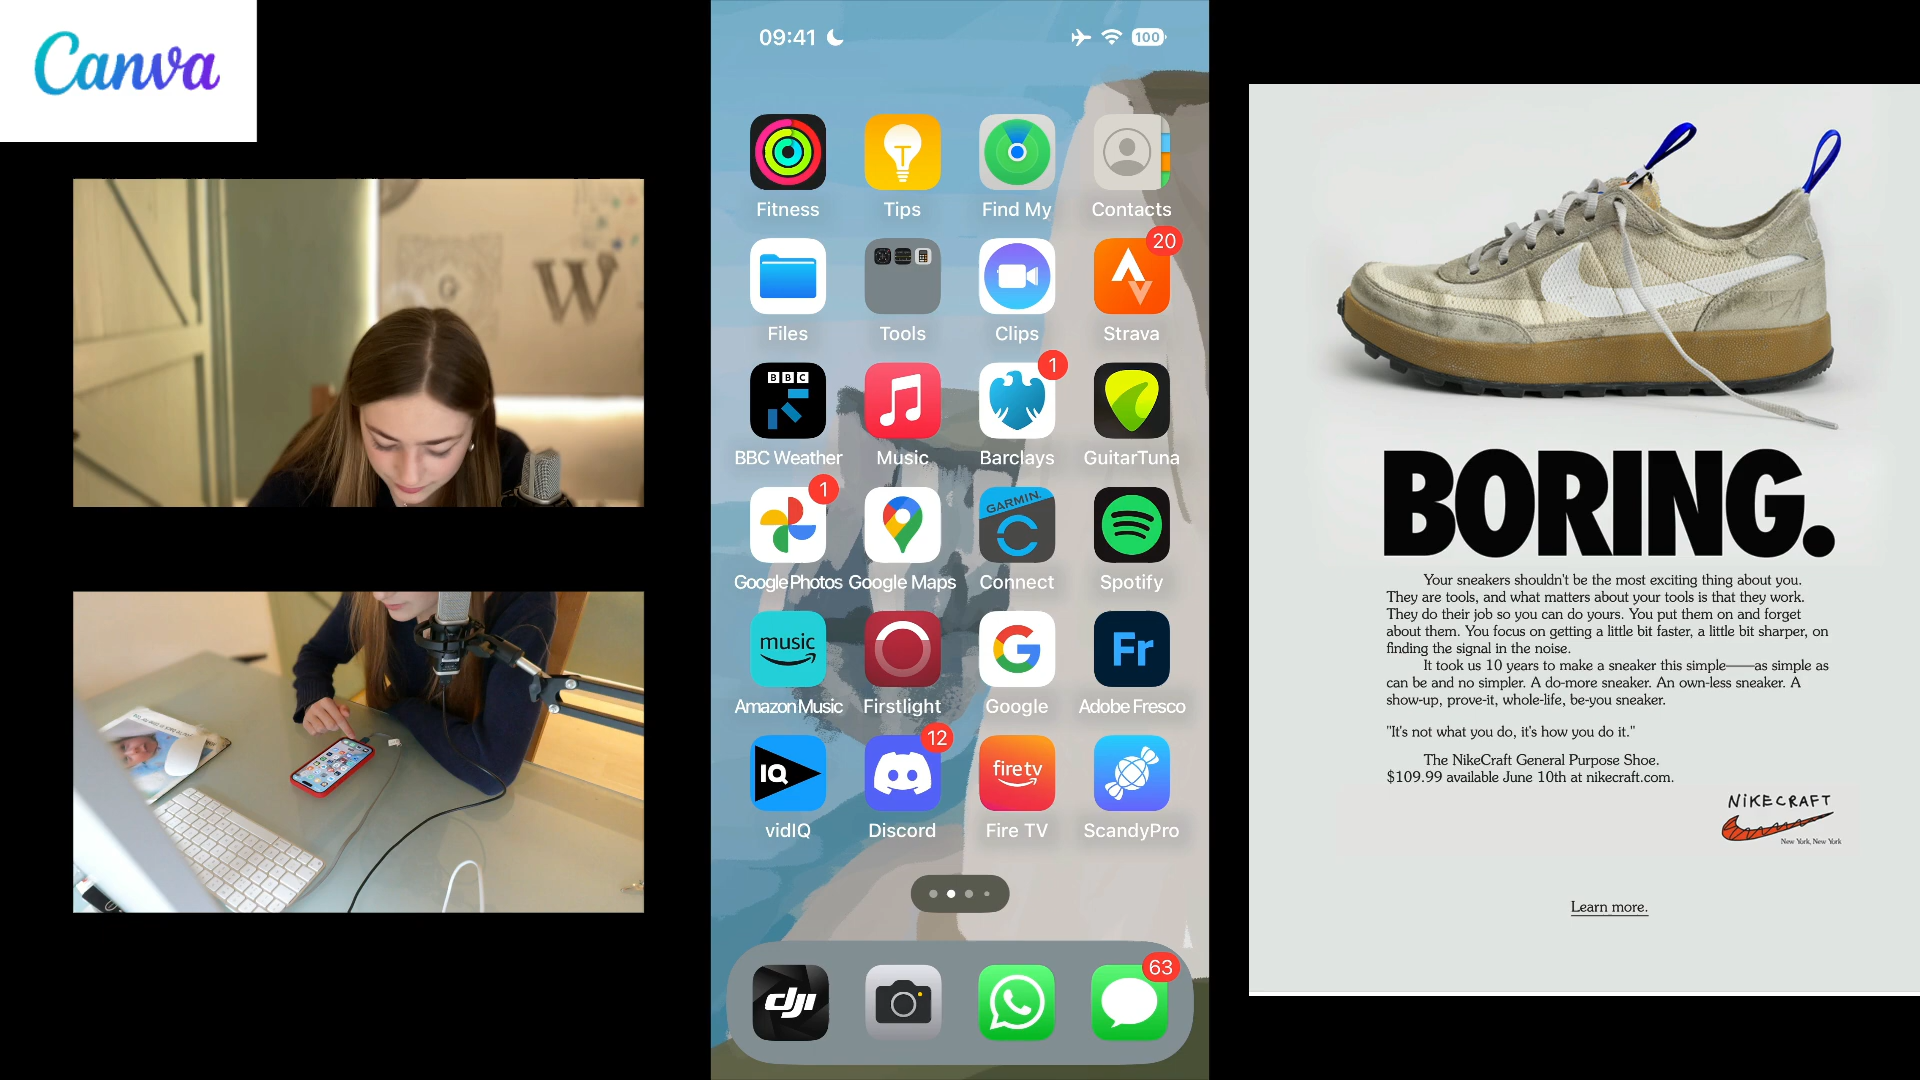 Canva
W
09:41
100
Fitness
Tips
Find My
Contacts
20
Files
Tools
Clips
Strava
BBC
1
BBC Weather
Music
Barclays
GuitarTuna
1
GARMIN.
Google Photos
Google Maps
Connect
Spotify
music
Fr
Amazon Music
Firstlight
Google
Adobe Fresco
IQ
12
fire tv
vidIQ
Discord
Fire TV
ScandyPro
dji
63
BORING.
Your sneakers shouldn't be the most exciting thing about you.
They are tools, and what matters about your tools is that they work.
They do their job so you can do yours. You put them on and forget
about them. You focus on getting a little bit faster, a little bit sharper, on
finding the signal in the noise.
It took us 10 years to make a sneaker this simple——as simple as
can be and no simpler. A do-more sneaker. An own-less sneaker. A
show-up, prove-it, whole-life, be-you sneaker.
"It's not what you do, it's how you do it."
The NikeCraft General Purpose Shoe.
$109.99 available June 10th at nikecraft.com.
NIKECRAFT
New York, New York
Learn more.